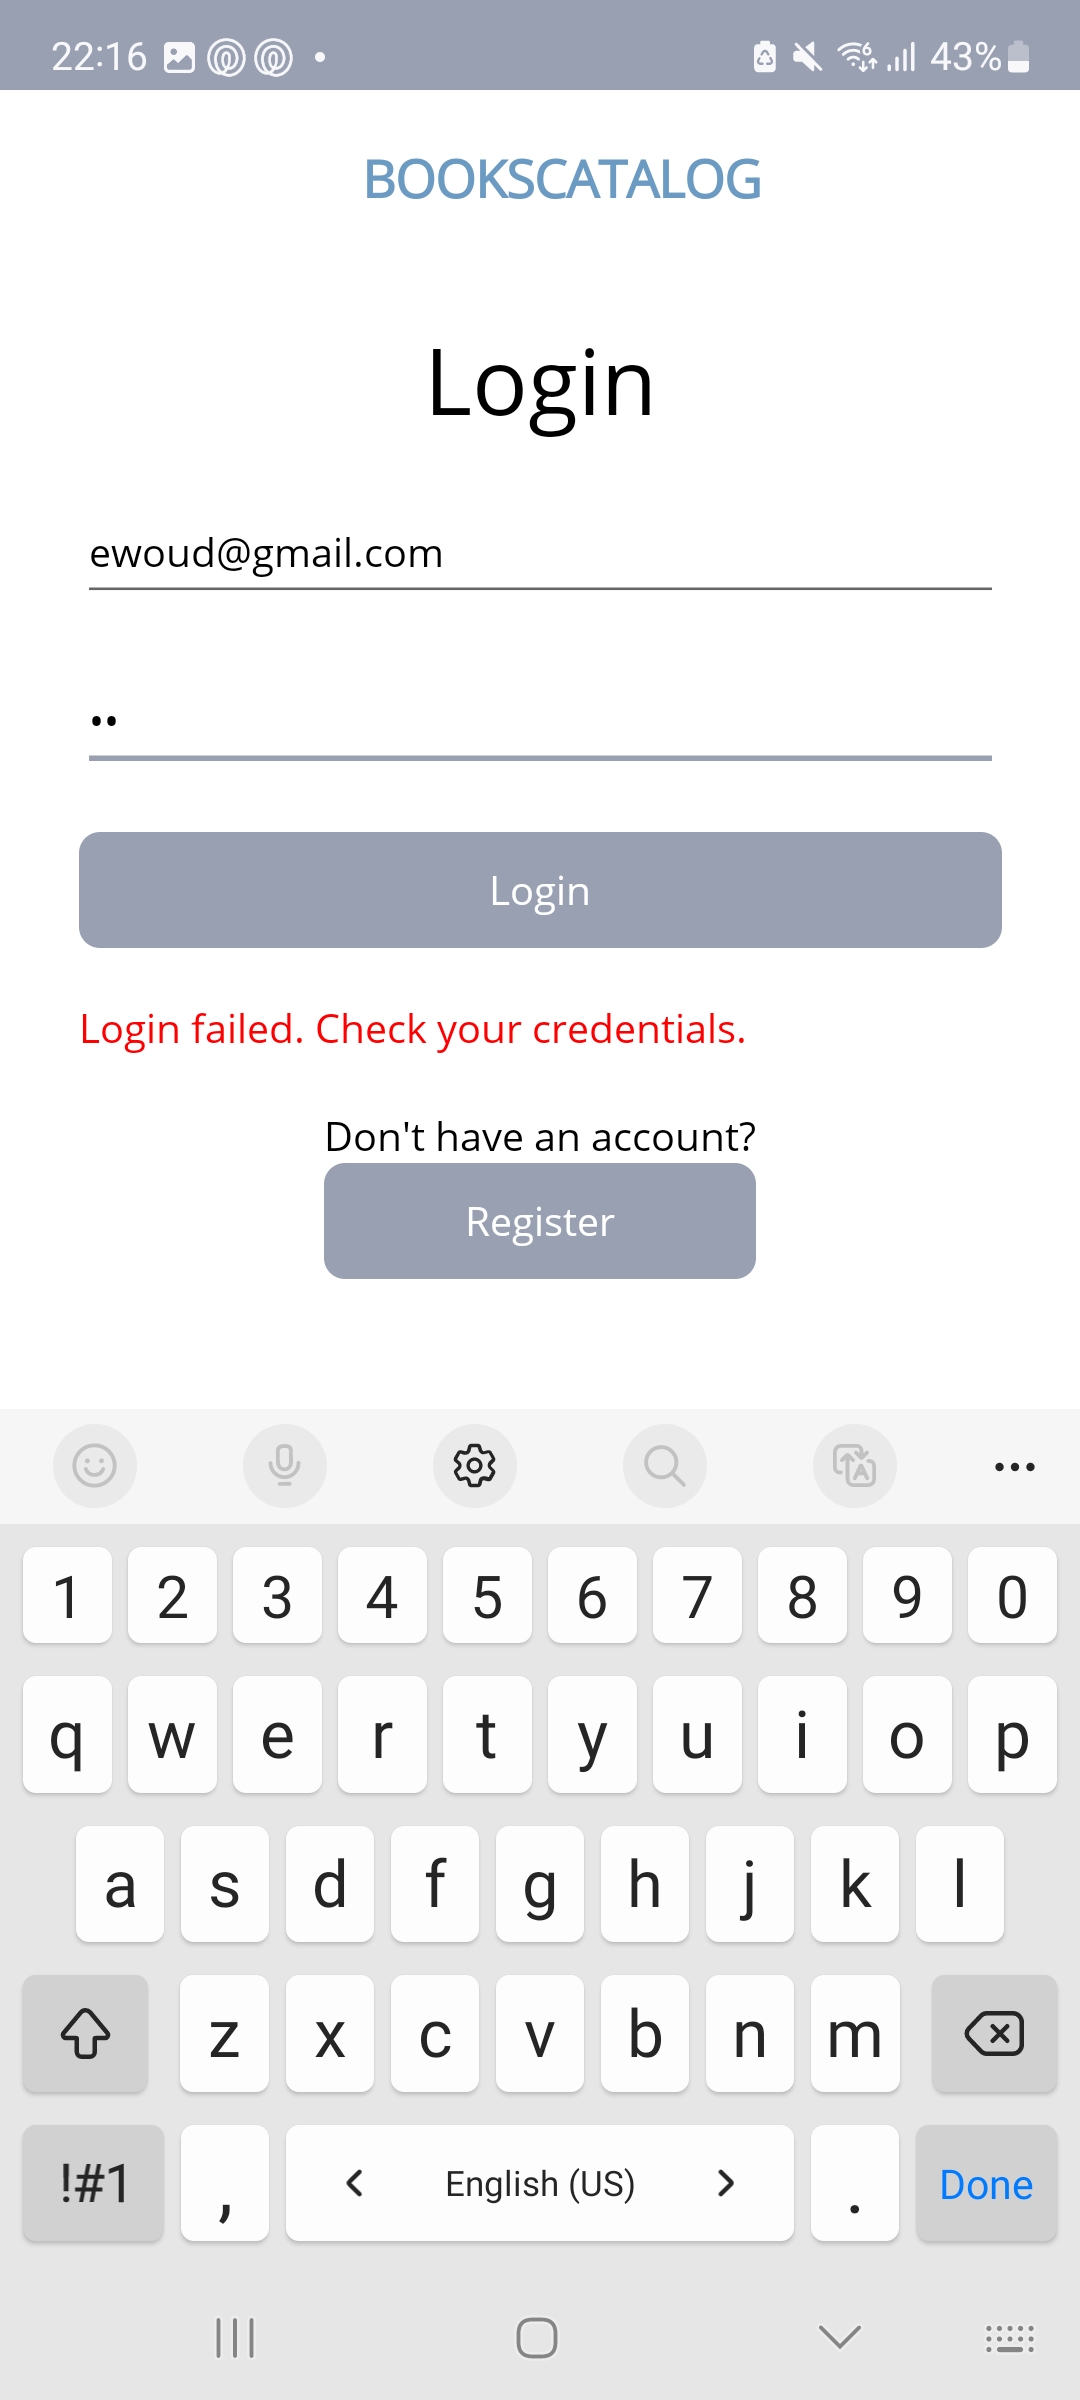 22:16 43%
BOOKSCATALOG
Login
ewoud@gmail.com
••
Login
Login failed. Check your credentials.
Don't have an account?
Register
1 2 3 4 5 6 7 8 9 0
q w e r t y u i o p
a s d f g h j k l
z x c v b n m
!#1 , English (US) . Done